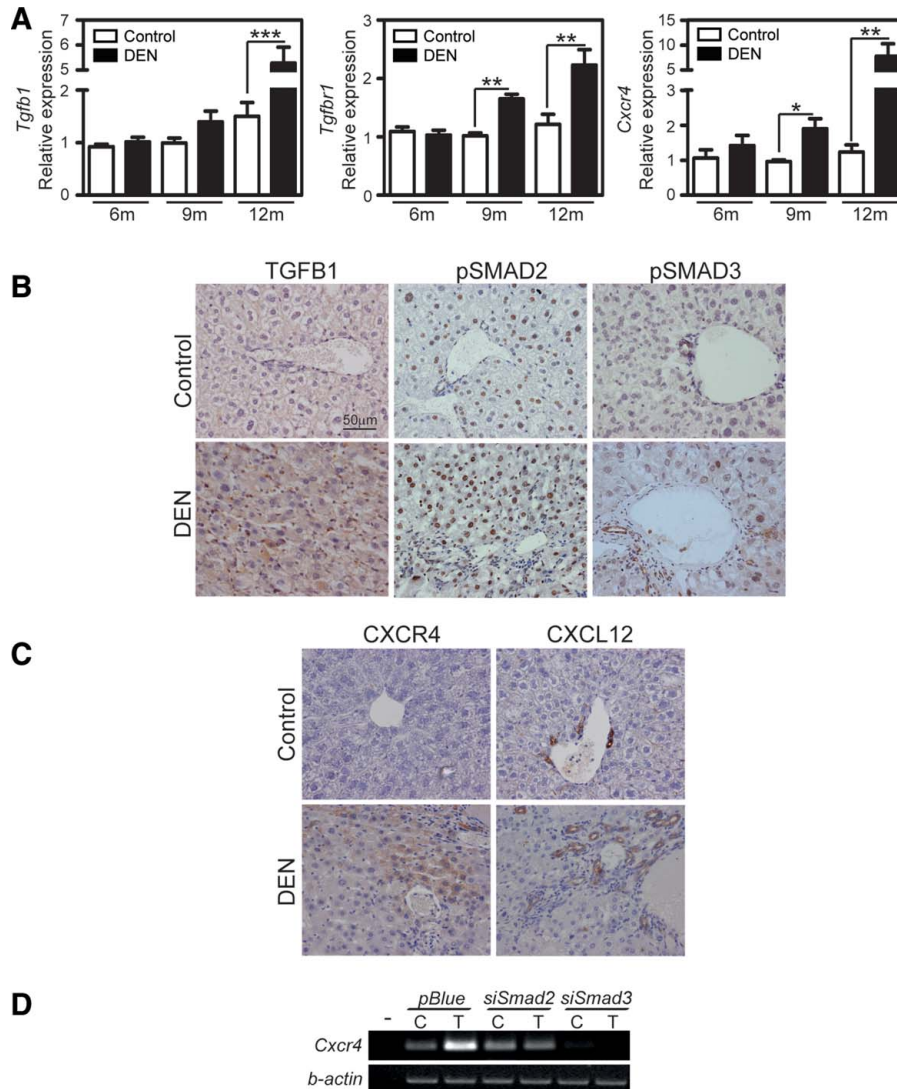 A
Tgfb1
Relative expression
7
6
5
2
1
0
Control
DEN
***
6m 9m 12m
Tgfbr1
Relative expression
3
2
1
0
Control
DEN
**
**
6m 9m 12m
Cxcr4
Relative expression
15
10
5
3
2
1
0
Control
DEN
*
**
6m 9m 12m
B
TGFB1 pSMAD2 pSMAD3
Control
50μm
DEN
C
CXCR4 CXCL12
Control
DEN
D
pBlue siSmad2 siSmad3
- C T C T C T
Cxcr4
b-actin